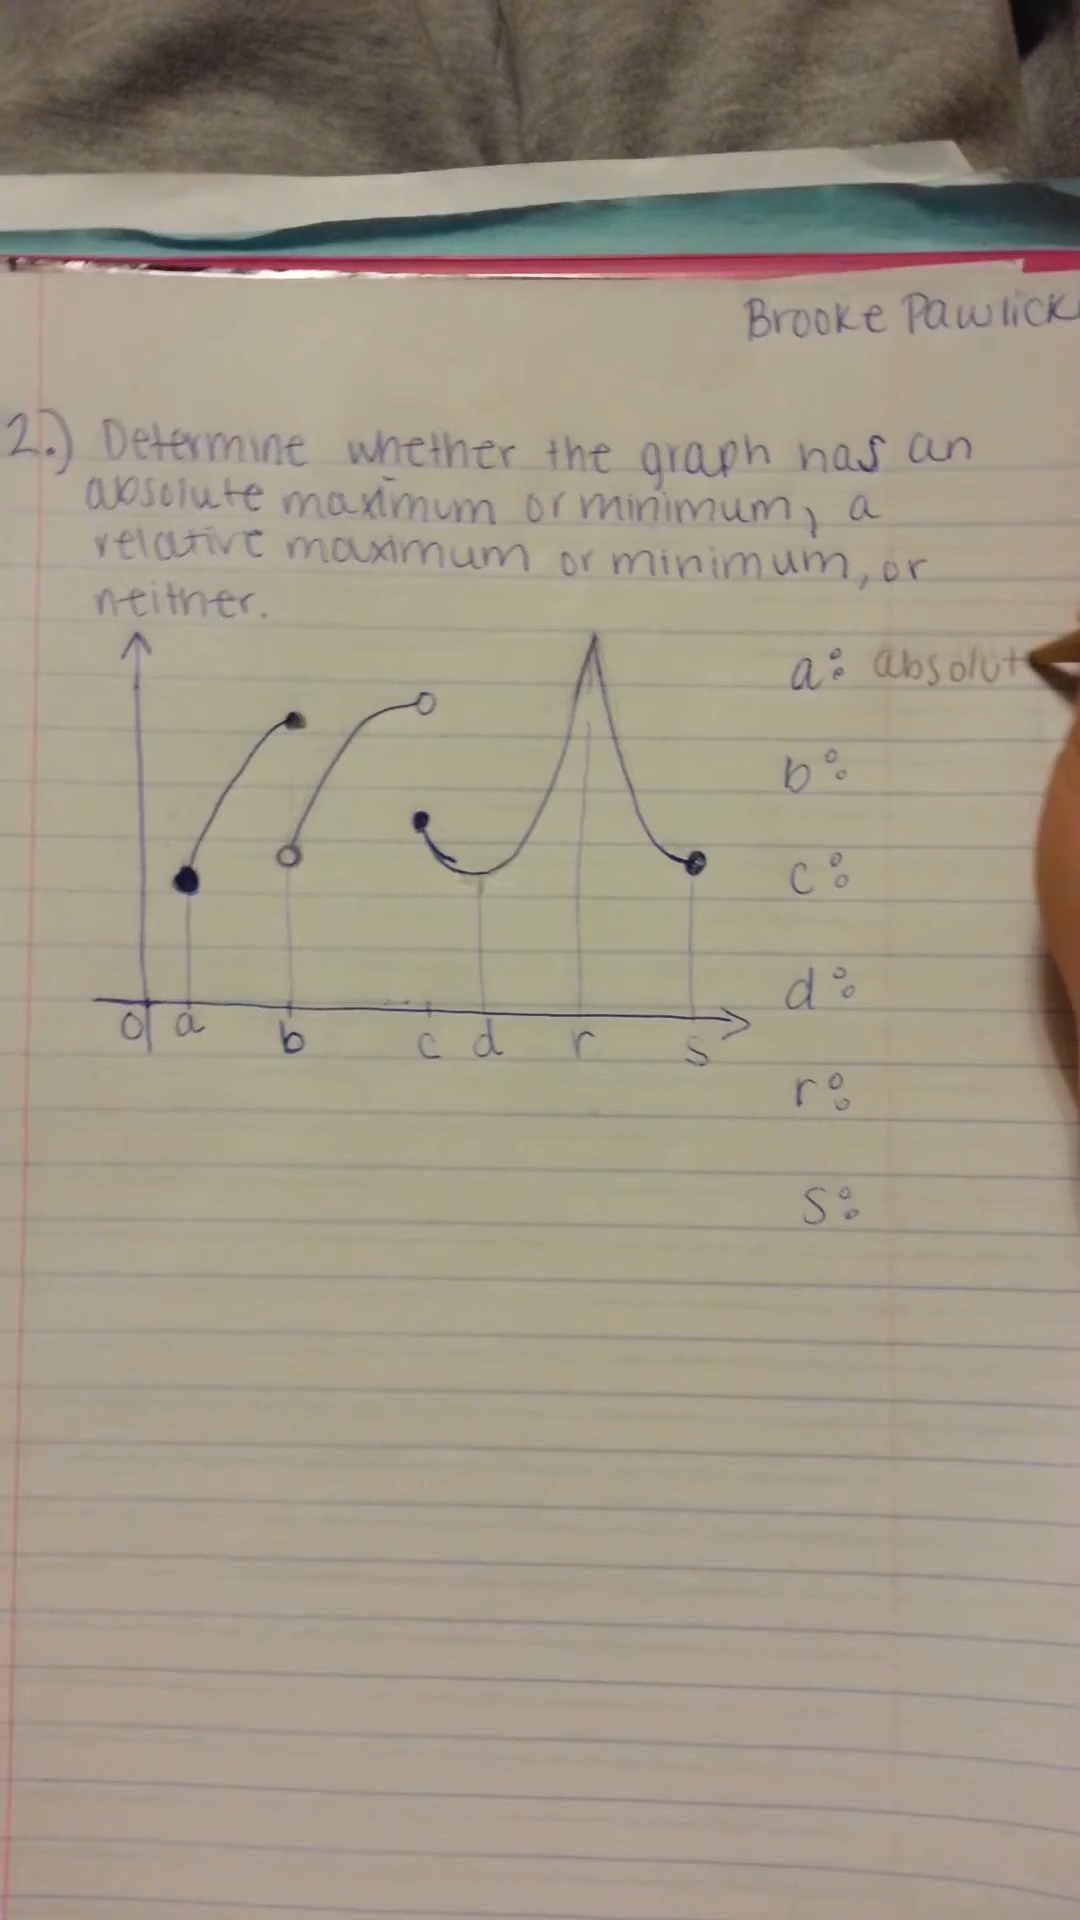 Brooke Pawlick
2.) Determine whether the graph has an
absolute maximum or minimum, a
relative maximum or minimum, or
neither.
a: absolut
b:
c:
d:
r:
s:
0 a b c d r s